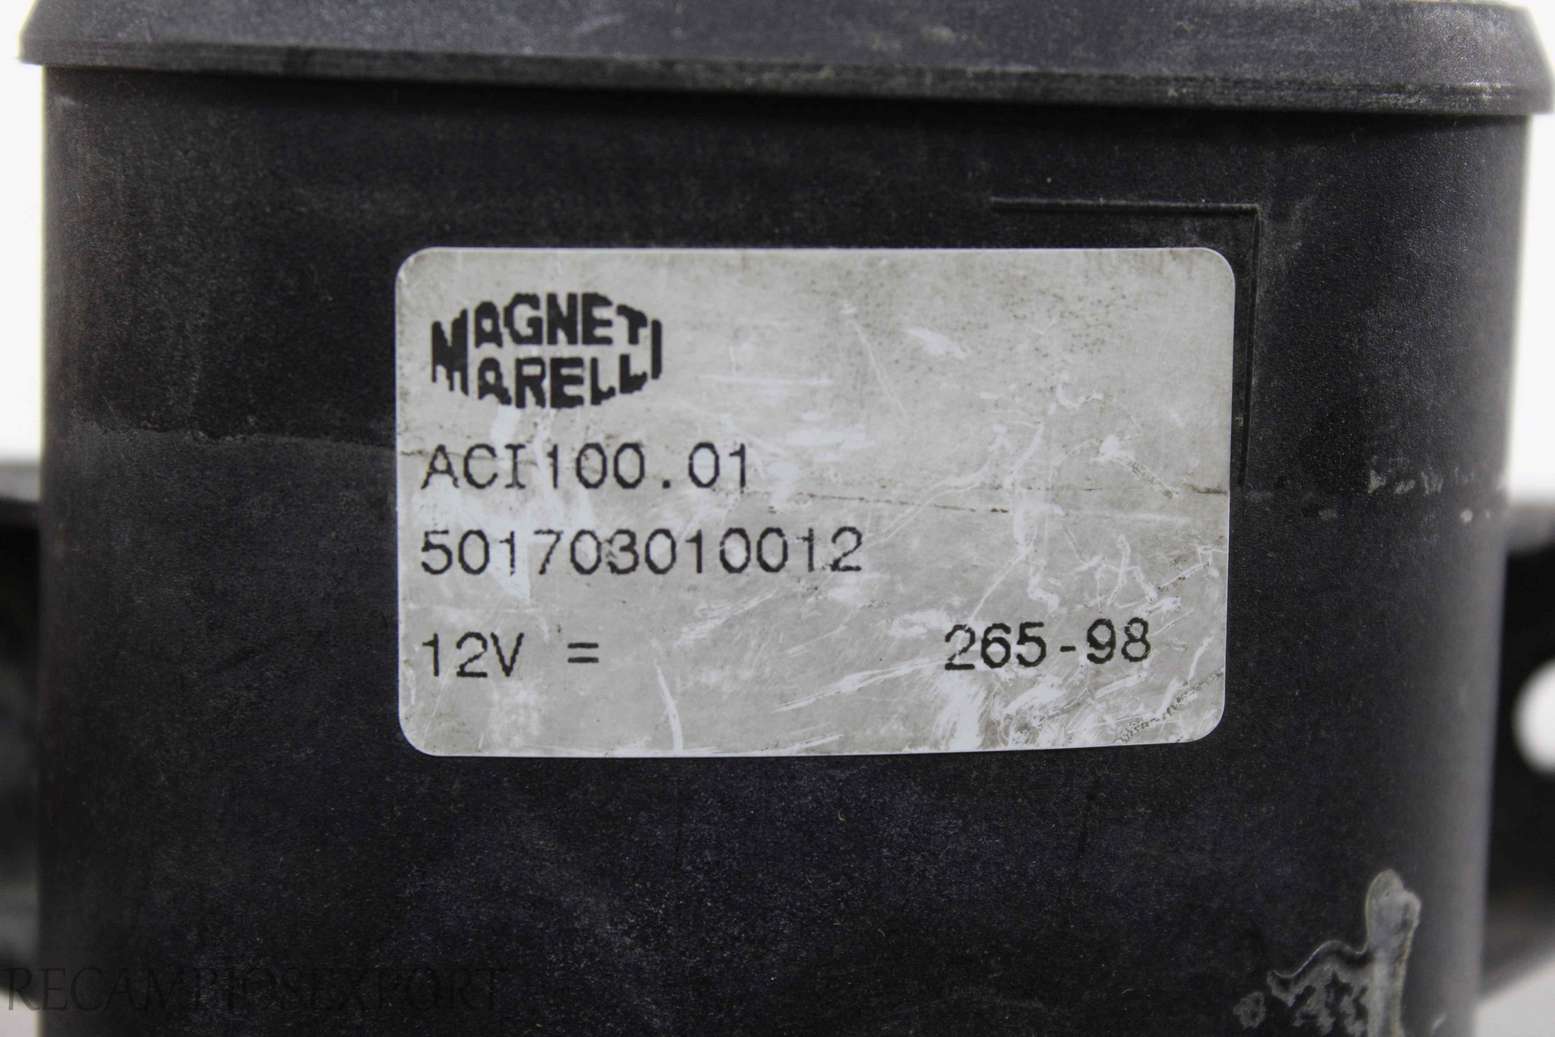 MAGNETI
MARELLI
ACI100.01
501703010012
12V = 265-98
RECAMBIOSEXPORT